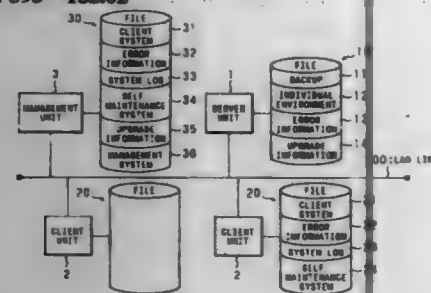 30
FILE
CLIENT SYSTEM
31
ERROR INFORMATION
32
SYSTEM LOG
33
SELF MAINTENANCE SYSTEM
34
UPGRADE INFORMATION
35
MANAGEMENT SYSTEM
36
3
MANAGEMENT UNIT
1
SERVER UNIT
FILE
BACKUP
11
INDIVIDUAL ENVIRONMENT
12
ERROR INFORMATION
13
UPGRADE INFORMATION
14
20
FILE
CLIENT UNIT
2
20
FILE
CLIENT SYSTEM
ERROR INFORMATION
SYSTEM LOG
SELF MAINTENANCE SYSTEM
CLIENT UNIT
2